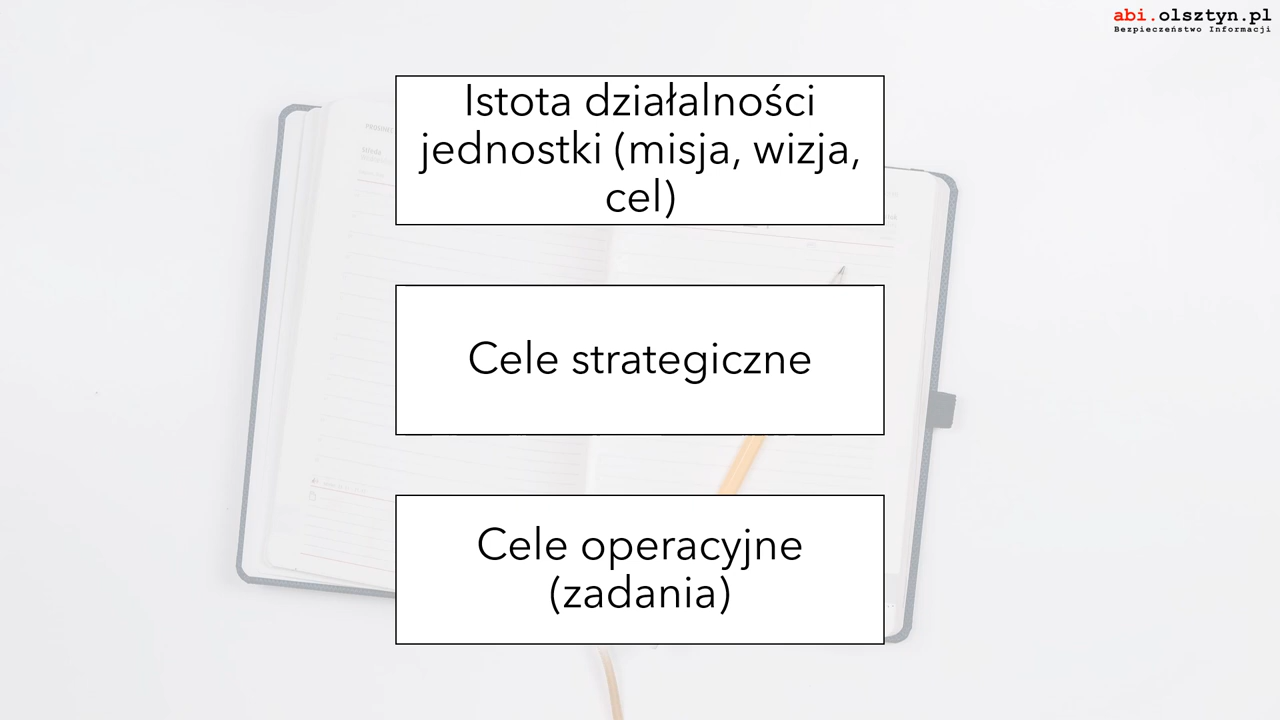 abi.olsztyn.pl
Bezpieczeństwo Informacji
Istota działalności
jednostki (misja, wizja,
cel)
Cele strategiczne
Cele operacyjne
(zadania)